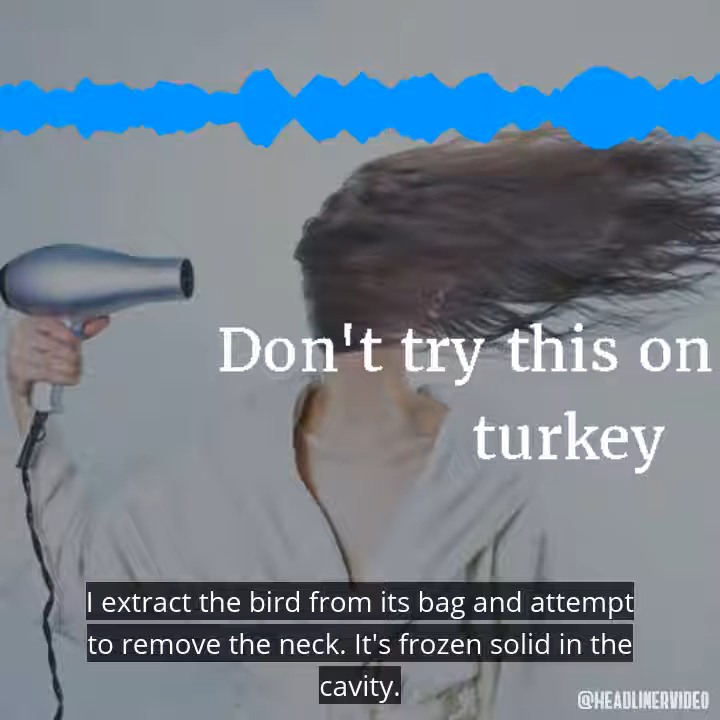 Don't try this on
turkey
I extract the bird from its bag and attempt
to remove the neck. It's frozen solid in the
cavity.
@HEADLINERVIDEO